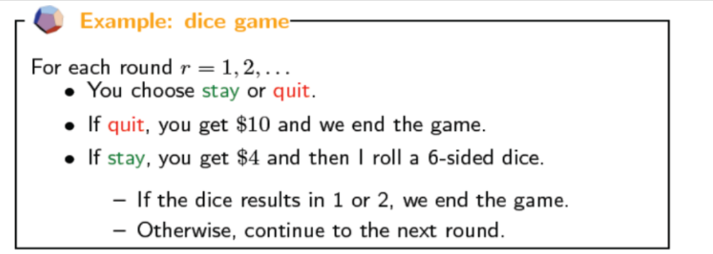 Example: dice game
For each round r = 1, 2, . . .
• You choose stay or quit.
• If quit, you get $10 and we end the game.
• If stay, you get $4 and then I roll a 6-sided dice.
– If the dice results in 1 or 2, we end the game.
– Otherwise, continue to the next round.